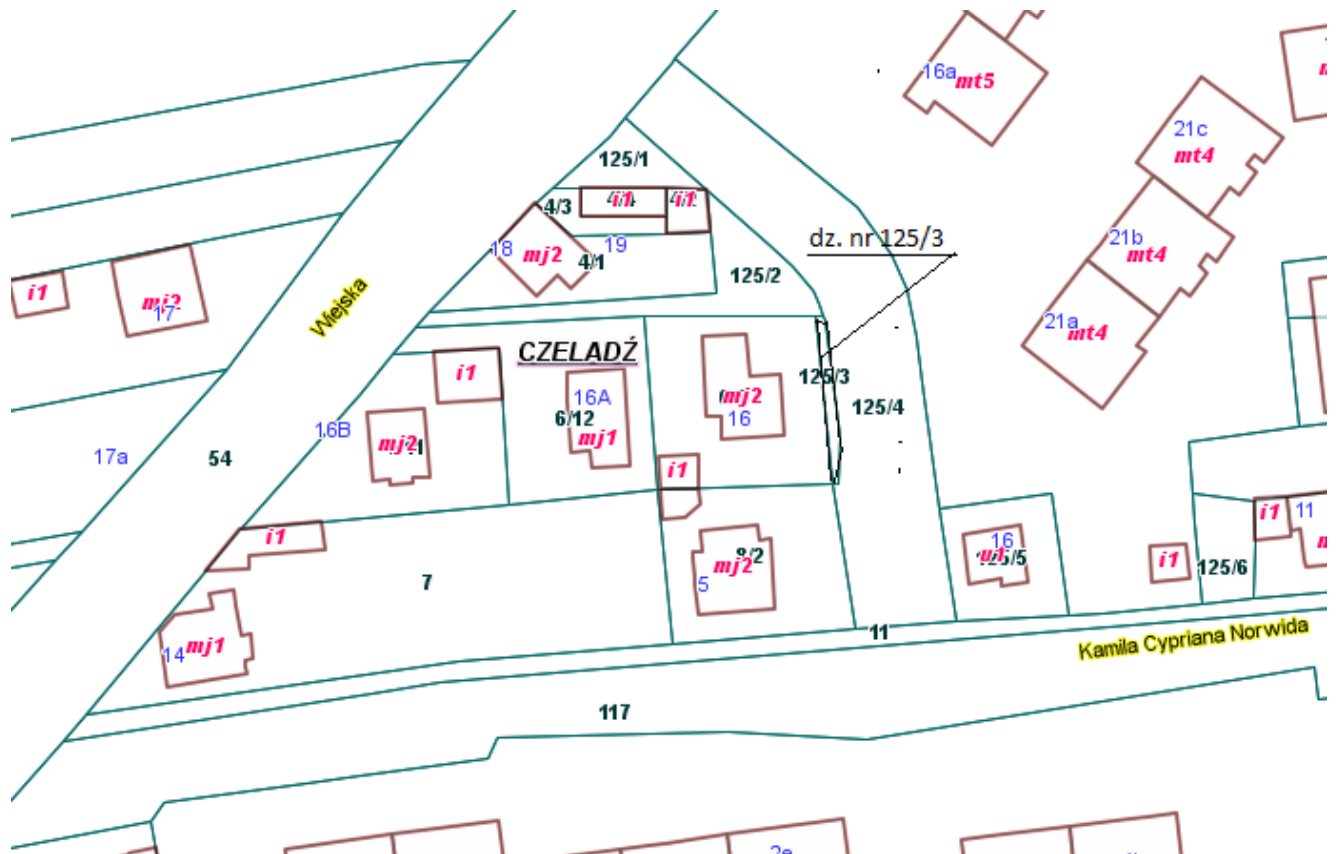 16a
mt5
21c
mt4
125/1
4/3
i1
i1
18
mj2
19
4/1
21b
mt4
dz. nr 125/3
125/2
i1
mj2
17
Wiejska
21a
mt4
CZELADŹ
i1
16A
6/12
mj1
mj2
16
125/3
125/4
17a
54
16B
mj2
i1
i1
7
mj2
8/2
5
16
u1
125/5
i1
125/6
i1
11
14
mj1
11
Kamila Cypriana Norwida
117
2e